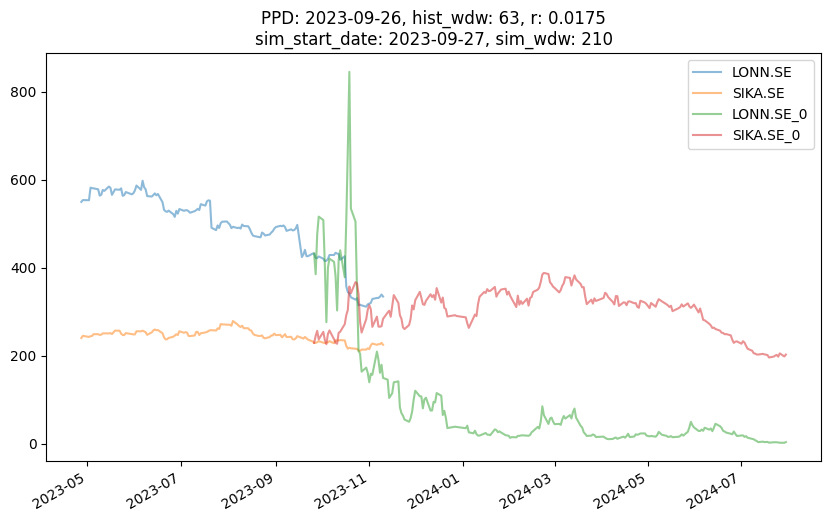 PPD: 2023-09-26, hist_wdw: 63, r: 0.0175
sim_start_date: 2023-09-27, sim_wdw: 210
LONN.SE
SIKA.SE
LONN.SE_0
SIKA.SE_0
800
600
400
200
0
2023-05
2023-07
2023-09
2023-11
2024-01
2024-03
2024-05
2024-07